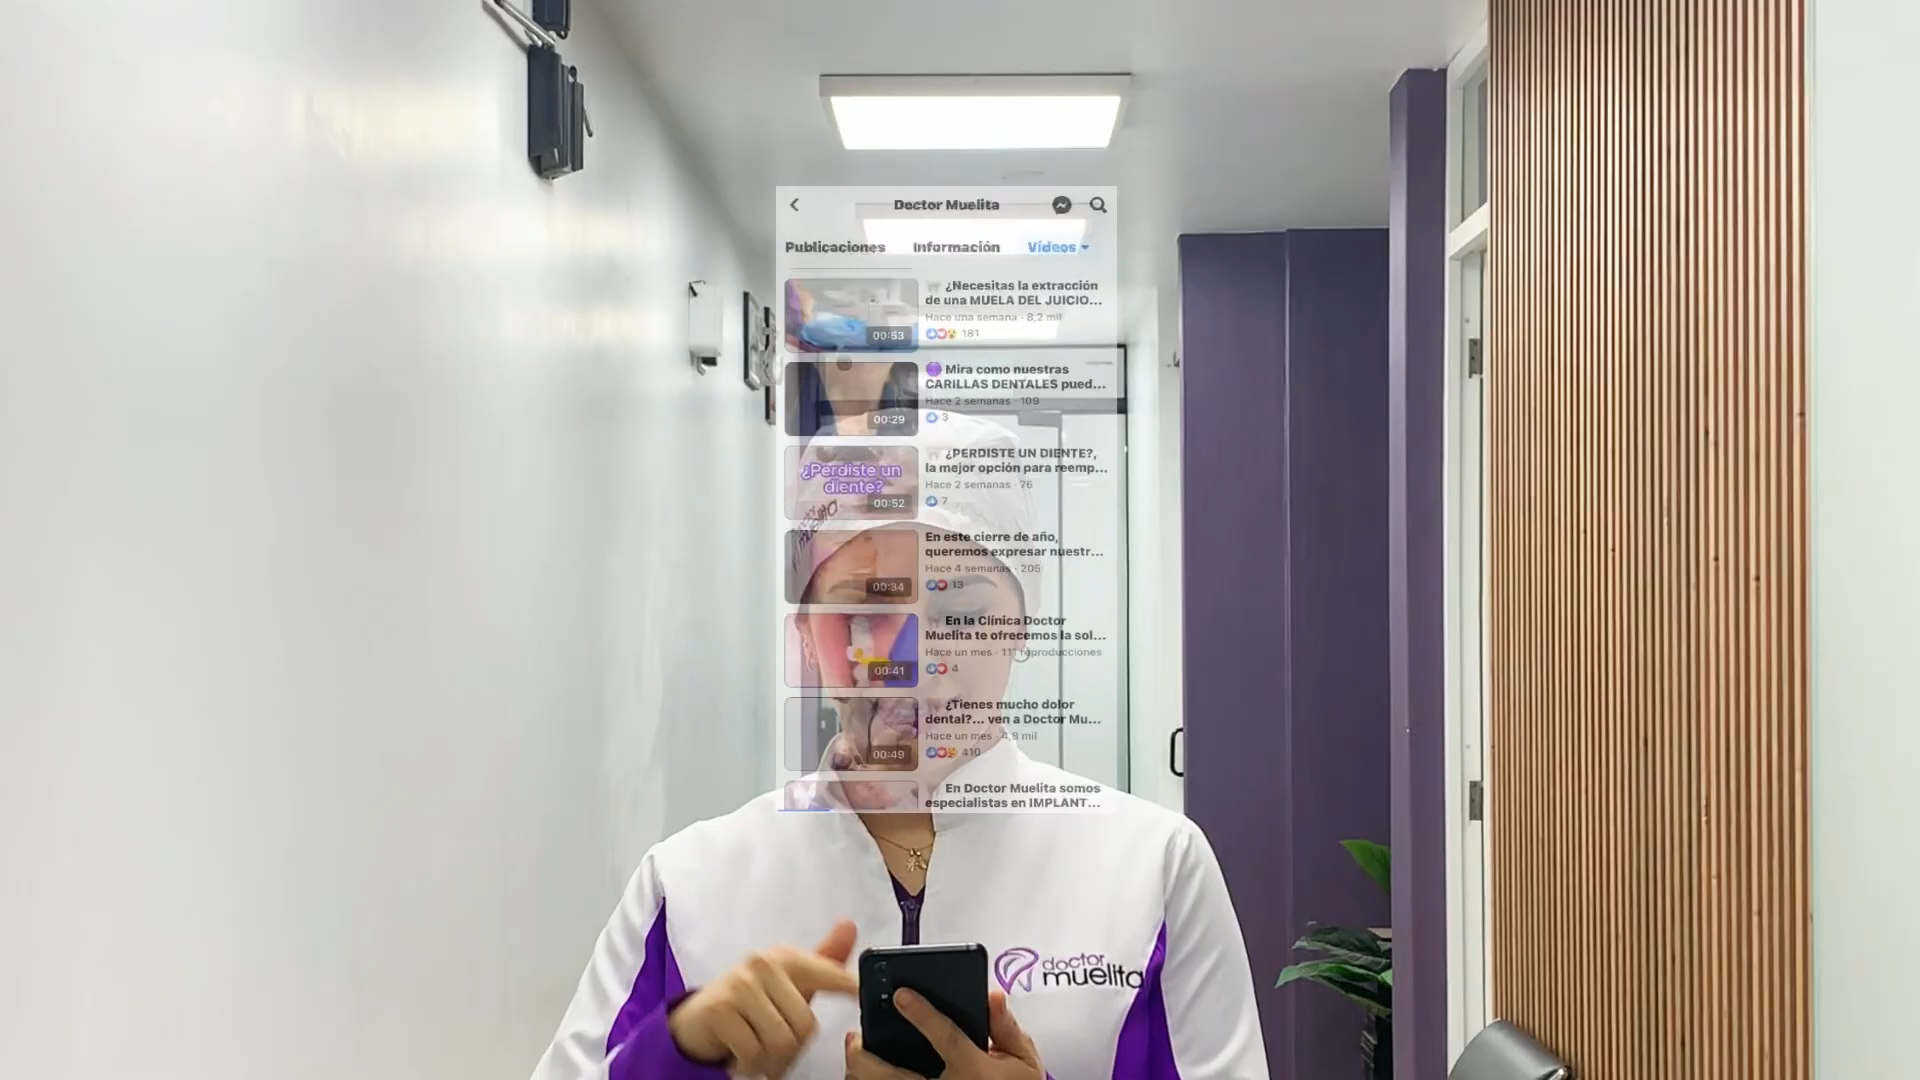 Doctor Muelita
Publicaciones Información Vídeos
¿Necesitas la extracción
de una MUELA DEL JUICIO...
Hace una semana · 8,2 mil
181
00:53
Mira como nuestras
CARILLAS DENTALES pued...
Hace 2 semanas · 109
3
00:29
¿Perdiste un
diente?
00:52
¿PERDISTE UN DIENTE?,
la mejor opción para reemp...
Hace 2 semanas · 76
7
doctor
muelita
En este cierre de año,
queremos expresar nuestr...
Hace 4 semanas · 205
13
00:34
En la Clínica Doctor
Muelita te ofrecemos la sol...
Hace un mes · 111 reproducciones
4
00:41
¿Tienes mucho dolor
dental?... ven a Doctor Mu...
Hace un mes · 4,8 mil
410
00:49
En Doctor Muelita somos
especialistas en IMPLANT...
doctor
muelita